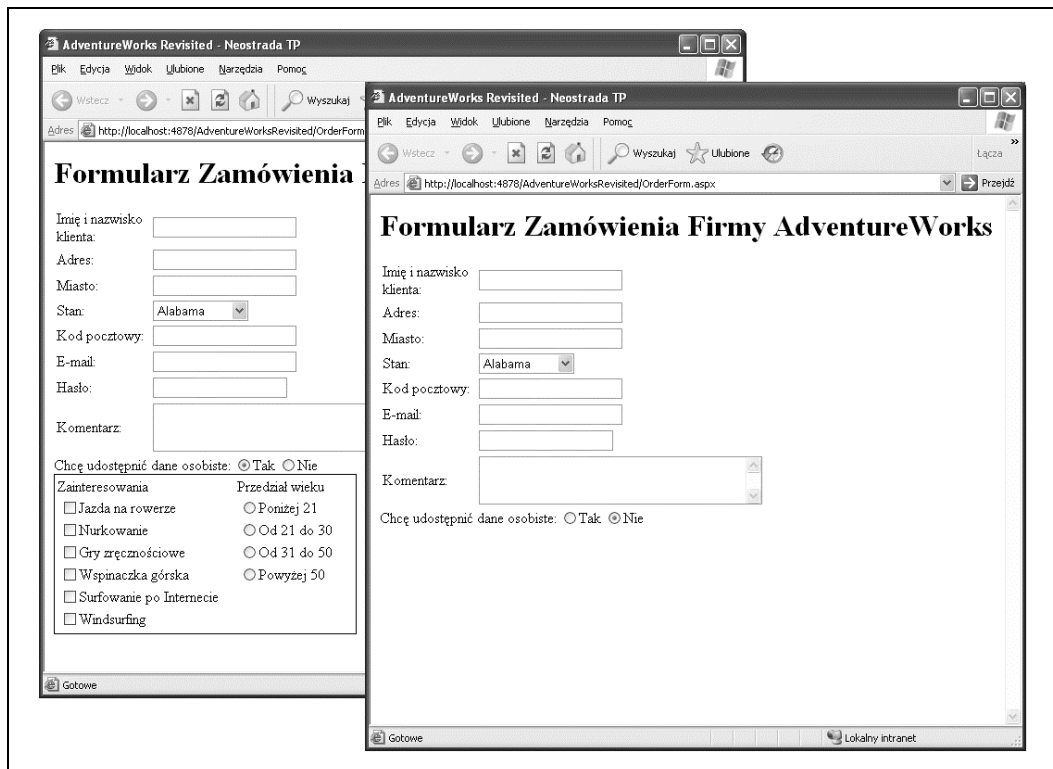 AdventureWorks Revisited - Neostrada TP
Plik Edycja Widok Ulubione Narzędzia Pomoc
Wstecz Wyszukaj
Adres http://localhost:4878/AdventureWorksRevisited/OrderForm
Formularz Zamówienia
Imię i nazwisko
klienta:
Adres:
Miasto:
Stan: Alabama
Kod pocztowy:
E-mail:
Hasło:
Komentarz:
Chcę udostępnić dane osobiste: Tak Nie
Zainteresowania Przedział wieku
Jazda na rowerze Poniżej 21
Nurkowanie Od 21 do 30
Gry zręcznościowe Od 31 do 50
Wspinaczka górska Powyżej 50
Surfowanie po Internecie
Windsurfing
Gotowe
AdventureWorks Revisited - Neostrada TP
Plik Edycja Widok Ulubione Narzędzia Pomoc
Wstecz Wyszukaj Ulubione Łącza »
Adres http://localhost:4878/AdventureWorksRevisited/OrderForm.aspx Przejdź
Formularz Zamówienia Firmy AdventureWorks
Imię i nazwisko
klienta:
Adres:
Miasto:
Stan: Alabama
Kod pocztowy:
E-mail:
Hasło:
Komentarz:
Chcę udostępnić dane osobiste: Tak Nie
Gotowe Lokalny intranet